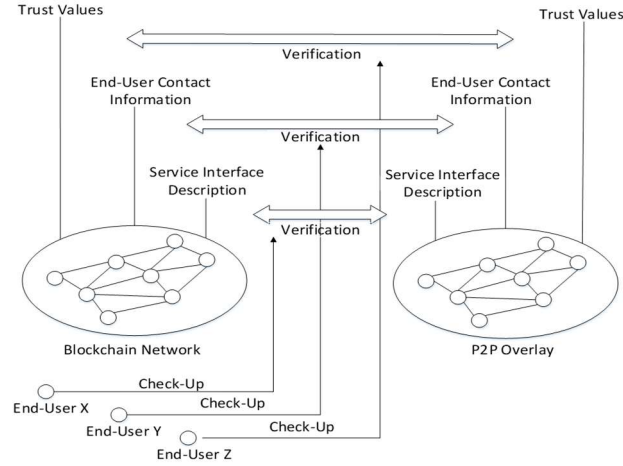 Trust Values
Trust Values
Verification
End-User Contact
Information
End-User Contact
Information
Verification
Service Interface
Description
Service Interface
Description
Verification
Blockchain Network
P2P Overlay
Check-Up
End-User X
Check-Up
End-User Y
Check-Up
End-User Z